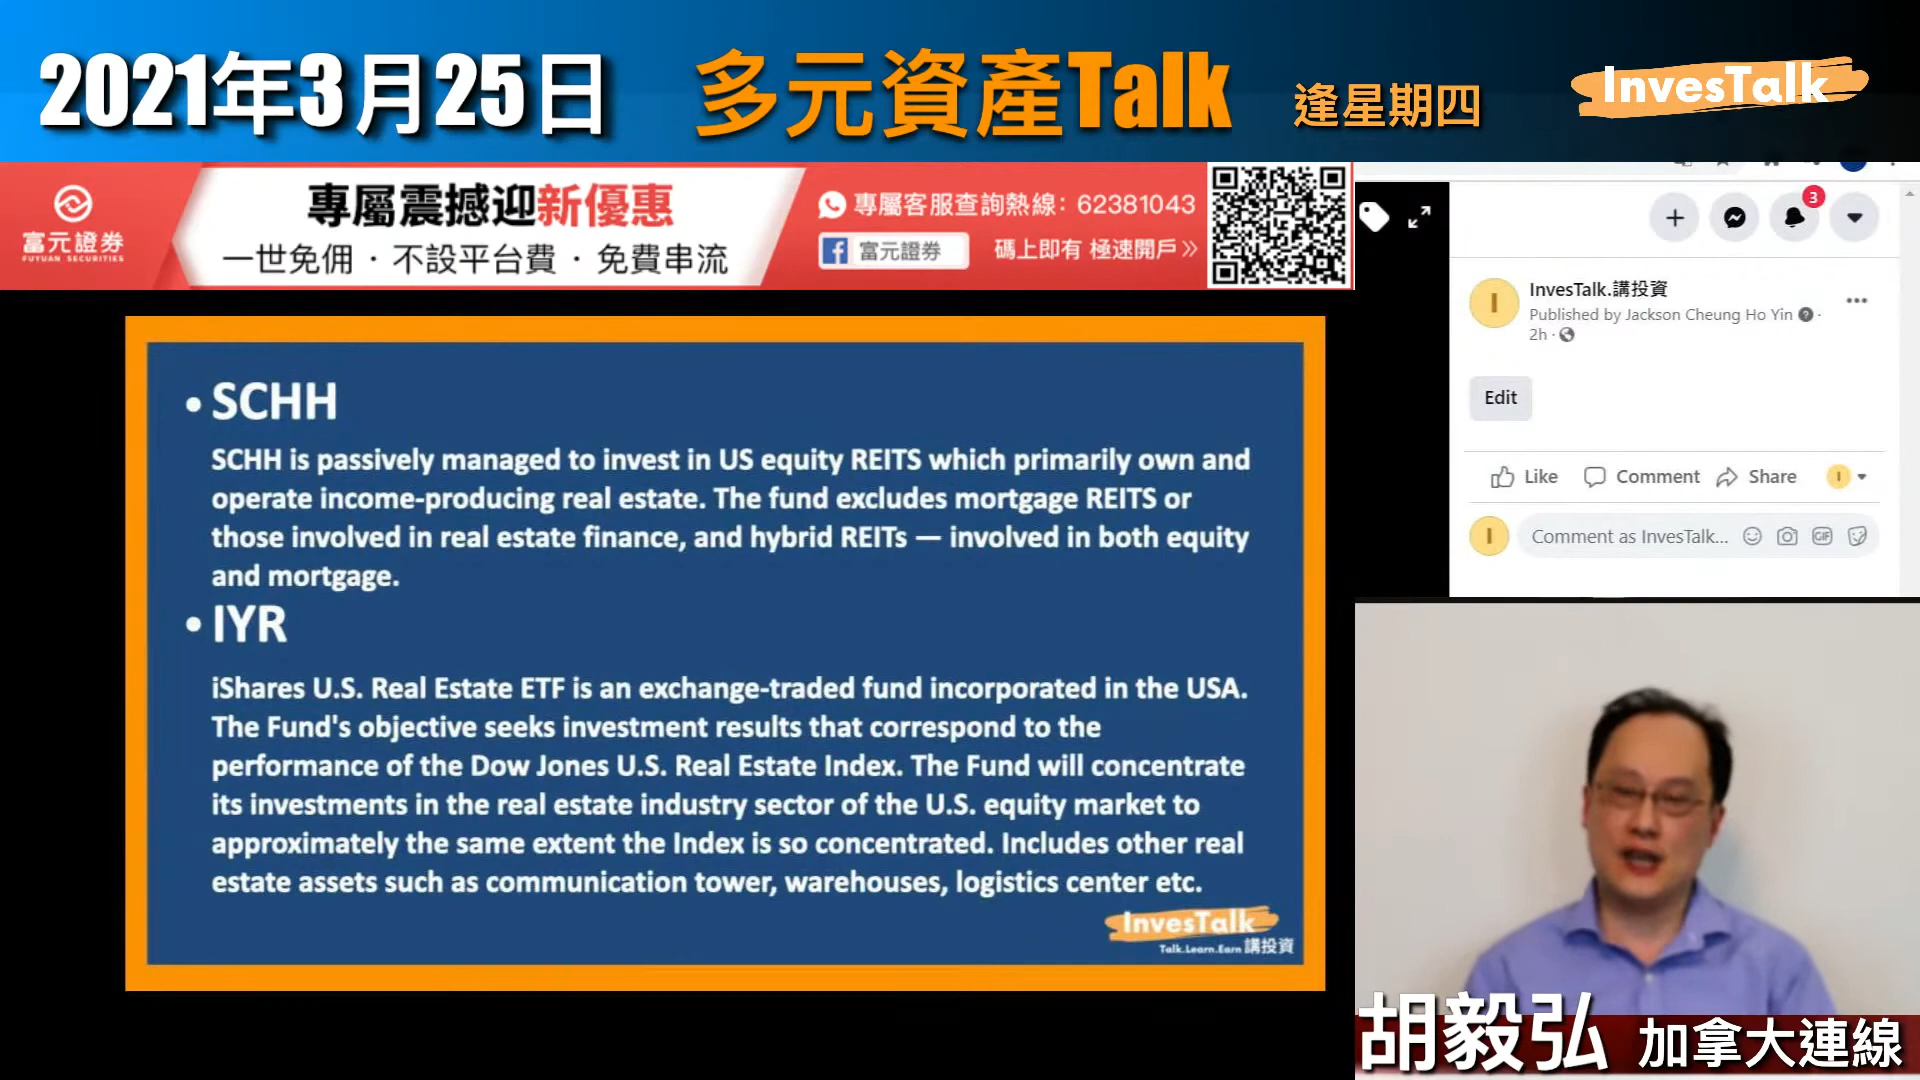 2021年3月25日
多元資產Talk
逢星期四
InvesTalk
富元證券
FUYUAN SECURITIES
專屬震撼迎新優惠
一世免佣 · 不設平台費 · 免費串流
專屬客服查詢熱線: 62381043
富元證券
碼上即有 極速開戶 »
3
I
InvesTalk.講投資
Published by Jackson Cheung Ho Yin ·
2h ·
Edit
Like Comment Share I
I Comment as InvesTalk... GIF
• SCHH
SCHH is passively managed to invest in US equity REITS which primarily own and
operate income-producing real estate. The fund excludes mortgage REITS or
those involved in real estate finance, and hybrid REITs — involved in both equity
and mortgage.
• IYR
iShares U.S. Real Estate ETF is an exchange-traded fund incorporated in the USA.
The Fund's objective seeks investment results that correspond to the
performance of the Dow Jones U.S. Real Estate Index. The Fund will concentrate
its investments in the real estate industry sector of the U.S. equity market to
approximately the same extent the Index is so concentrated. Includes other real
estate assets such as communication tower, warehouses, logistics center etc.
InvesTalk
Talk.Learn.Earn 講投資
胡毅弘 加拿大連線